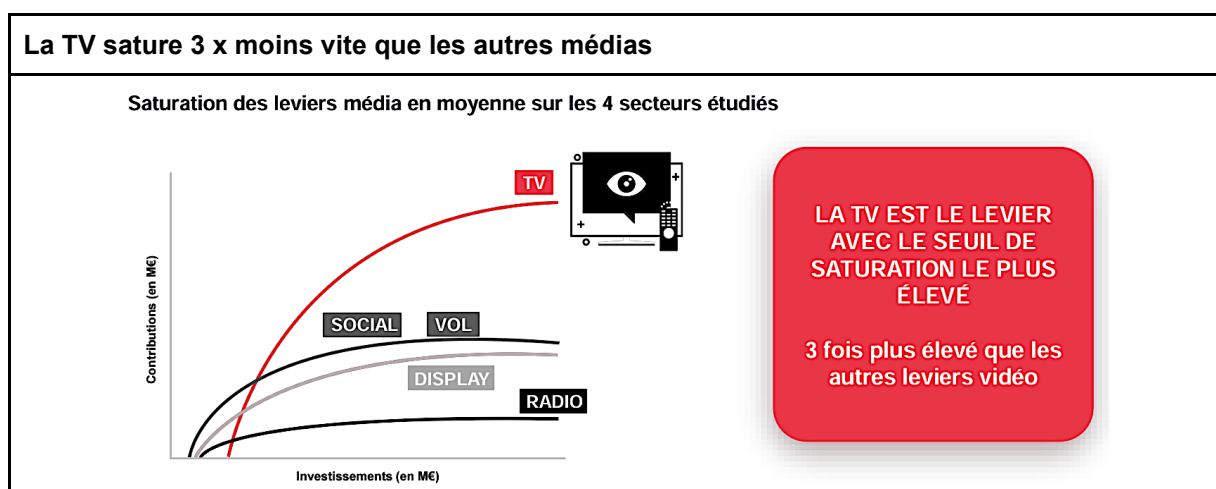 La TV sature 3 x moins vite que les autres médias
Saturation des leviers média en moyenne sur les 4 secteurs étudiés
TV
SOCIAL
VOL
DISPLAY
RADIO
Contributions (en M€)
Investissements (en M€)
LA TV EST LE LEVIER
AVEC LE SEUIL DE
SATURATION LE PLUS
ÉLEVÉ
3 fois plus élevé que les
autres leviers vidéo